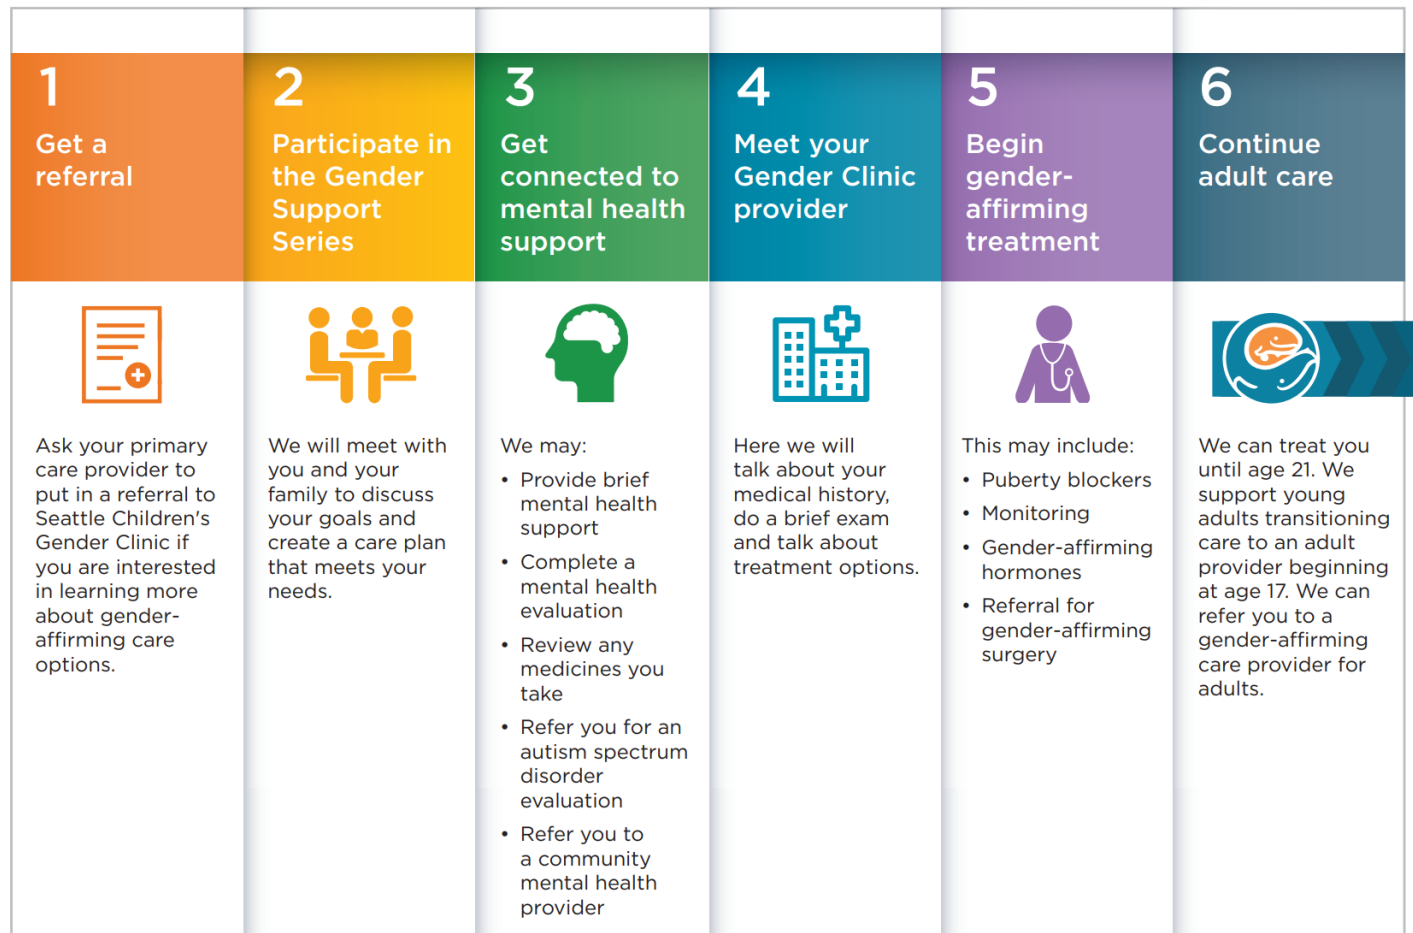 1
Get a
referral
Ask your primary
care provider to
put in a referral to
Seattle Children's
Gender Clinic if
you are interested
in learning more
about gender-
affirming care
options.
2
Participate in
the Gender
Support
Series
We will meet with
you and your
family to discuss
your goals and
create a care plan
that meets your
needs.
3
Get
connected to
mental health
support
We may:
• Provide brief
mental health
support
• Complete a
mental health
evaluation
• Review any
medicines you
take
• Refer you for an
autism spectrum
disorder
evaluation
• Refer you to
a community
mental health
provider
4
Meet your
Gender Clinic
provider
Here we will
talk about your
medical history,
do a brief exam
and talk about
treatment options.
5
Begin
gender-
affirming
treatment
This may include:
• Puberty blockers
• Monitoring
• Gender-affirming
hormones
• Referral for
gender-affirming
surgery
6
Continue
adult care
We can treat you
until age 21. We
support young
adults transitioning
care to an adult
provider beginning
at age 17. We can
refer you to a
gender-affirming
care provider for
adults.